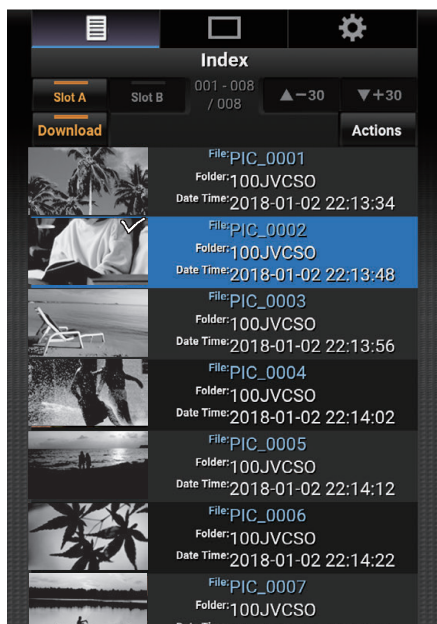 Index
Slot A
Slot B
001 - 008
/ 008
▲−30
▼+30
Download
Actions
File:PIC_0001
Folder:100JVCSO
Date Time:2018-01-02 22:13:34
File:PIC_0002
Folder:100JVCSO
Date Time:2018-01-02 22:13:48
File:PIC_0003
Folder:100JVCSO
Date Time:2018-01-02 22:13:56
File:PIC_0004
Folder:100JVCSO
Date Time:2018-01-02 22:14:02
File:PIC_0005
Folder:100JVCSO
Date Time:2018-01-02 22:14:12
File:PIC_0006
Folder:100JVCSO
Date Time:2018-01-02 22:14:22
File:PIC_0007
Folder:100JVCSO